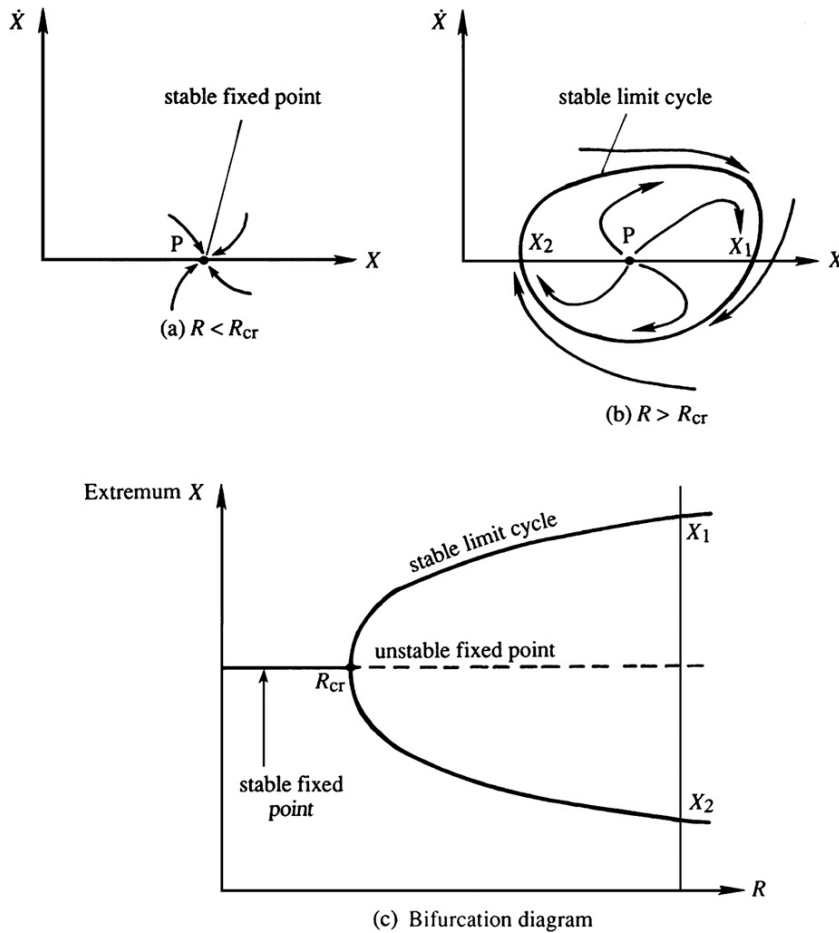 Ẋ
stable fixed point
P
X
(a) R < Rcr
Ẋ
stable limit cycle
X2
P
X1
X
(b) R > Rcr
Extremum X
stable limit cycle
X1
unstable fixed point
Rcr
stable fixed
point
X2
R
(c) Bifurcation diagram